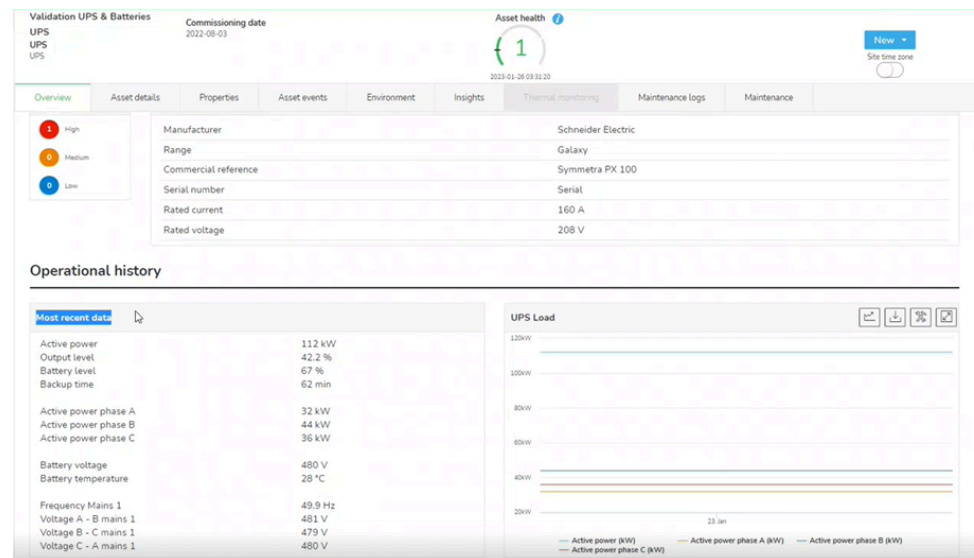 Validation UPS & Batteries
UPS
UPS
UPS
Commissioning date
2022-08-03
Asset health i
1
2023-01-26 03:31:20
New
Site time zone
Overview Asset details Properties Asset events Environment Insights Thermal monitoring Maintenance logs Maintenance
1 High
0 Medium
0 Low
Manufacturer Schneider Electric
Range Galaxy
Commercial reference Symmetra PX 100
Serial number Serial
Rated current 160 A
Rated voltage 208 V
Operational history
Most recent data
Active power 112 kW
Output level 42.2 %
Battery level 67 %
Backup time 62 min
Active power phase A 32 kW
Active power phase B 44 kW
Active power phase C 36 kW
Battery voltage 480 V
Battery temperature 28 °C
Frequency Mains 1 49.9 Hz
Voltage A - B mains 1 481 V
Voltage B - C mains 1 479 V
Voltage C - A mains 1 480 V
UPS Load
120kW
100kW
80kW
60kW
40kW
20kW
23. Jan
Active power (kW) Active power phase A (kW) Active power phase B (kW)
Active power phase C (kW)